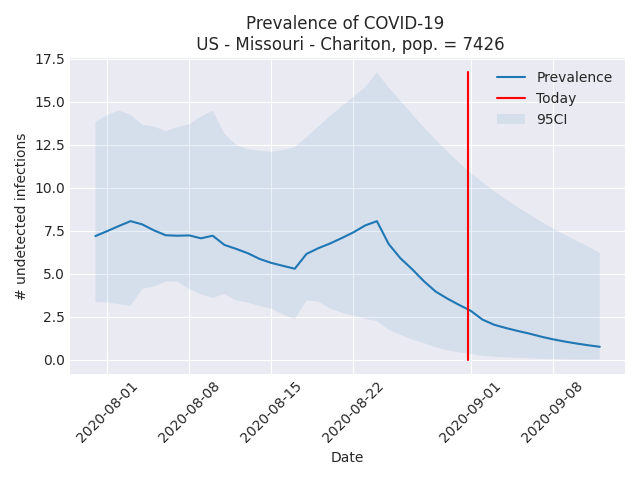 Prevalence of COVID-19
US - Missouri - Chariton, pop. = 7426
17.5
15.0
12.5
10.0
7.5
5.0
2.5
0.0
# undetected infections
Prevalence
Today
95CI
2020-08-01
2020-08-08
2020-08-15
2020-08-22
2020-09-01
2020-09-08
Date